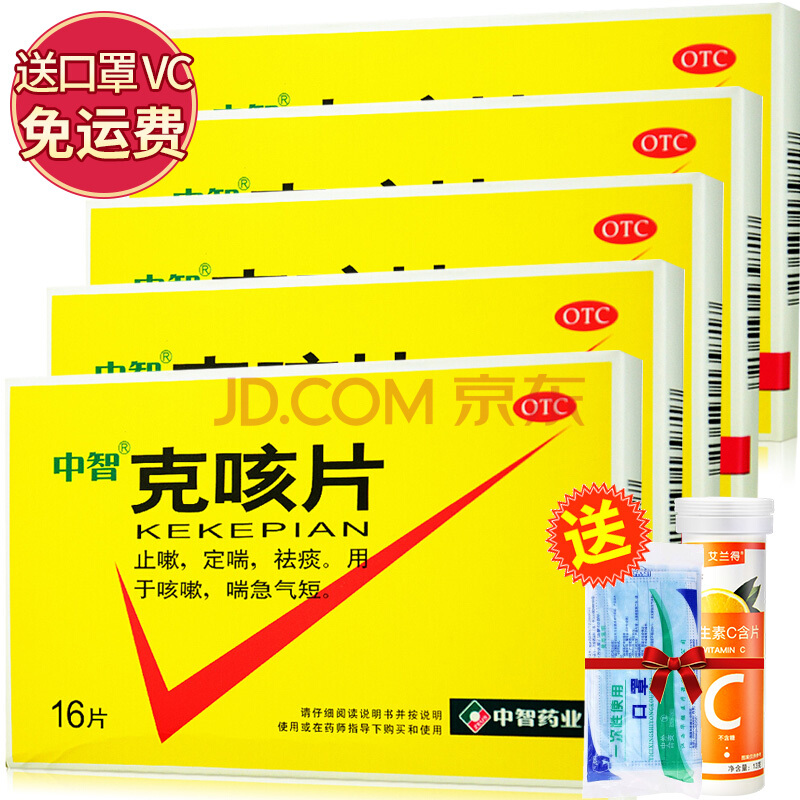 送口罩VC
免运费
OTC
OTC
OTC
OTC
OTC
中智®
中智®
中智®
中智®
JD.COM 京东
中智®
克咳片
KEKEPIAN
止嗽,定喘,祛痰。用
于咳嗽,喘急气短。
16片
请仔细阅读说明书并按说明
使用或在药师指导下购买和使用
中智药业
送
艾兰得®
生素C含片
VITAMIN C
C
不含糖
一次性使用
口罩